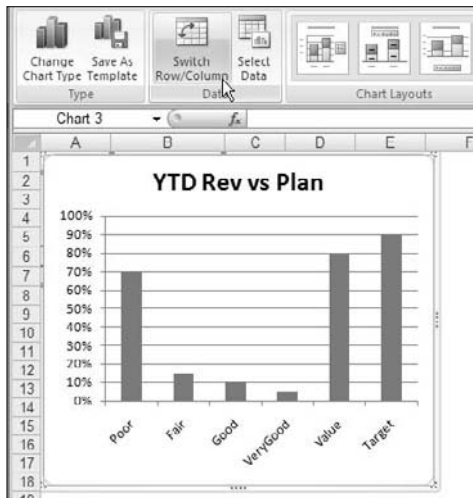 Change
Chart Type
Save As
Template
Type
Switch
Row/Column
Select
Data
Data
Chart Layouts
Chart 3
fx
A B C D E F
1
2
3
4
5
6
7
8
9
10
11
12
13
14
15
16
17
18
YTD Rev vs Plan
100%
90%
80%
70%
60%
50%
40%
30%
20%
10%
0%
Poor
Fair
Good
VeryGood
Value
Target